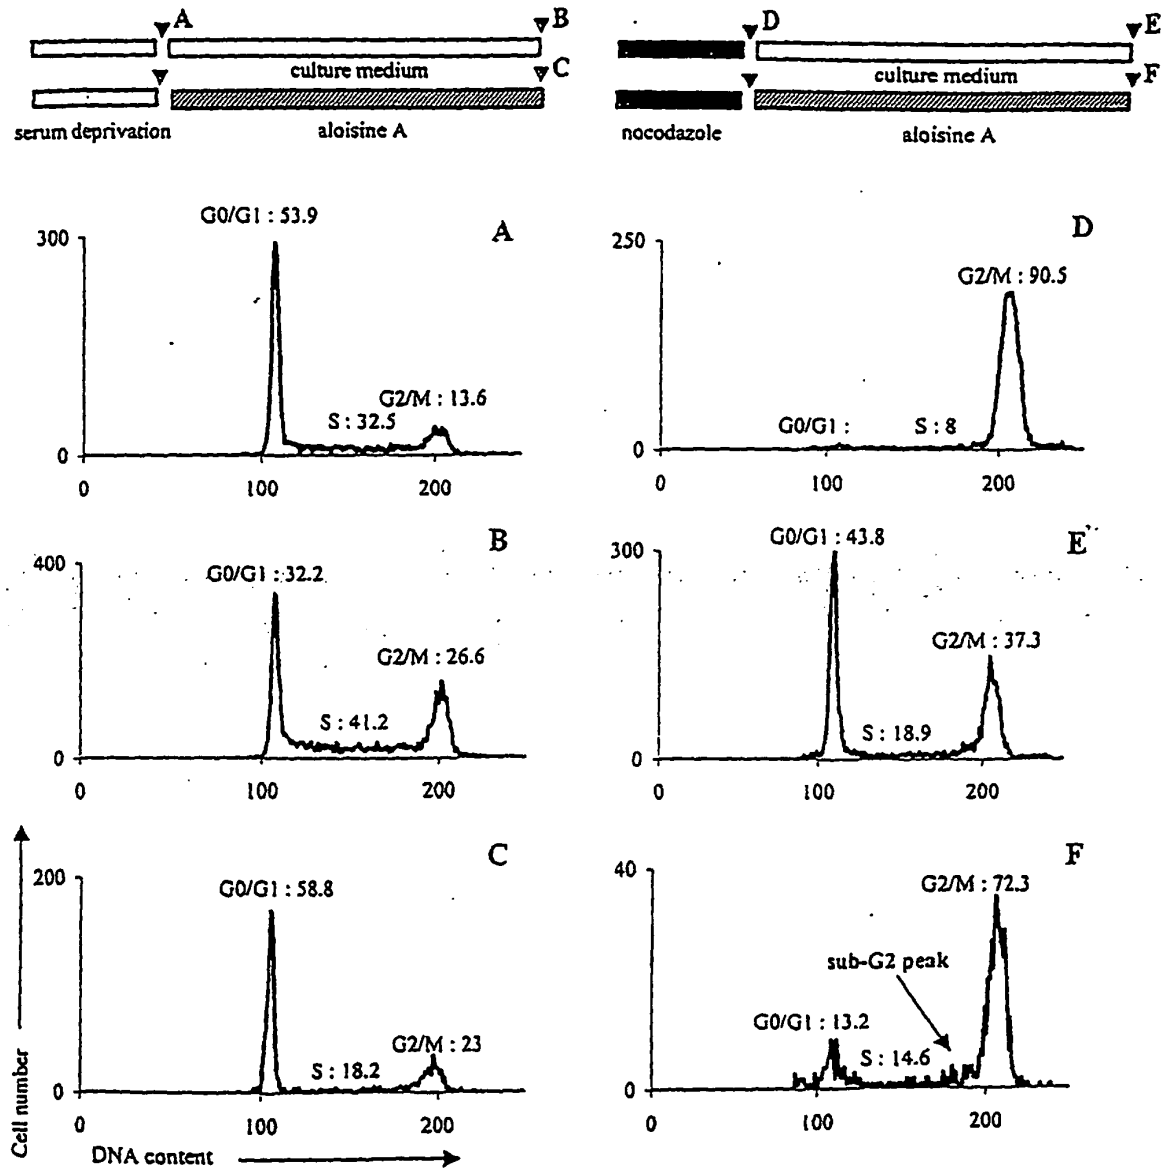 A
B
culture medium
C
serum deprivation
aloisine A
D
E
culture medium
F
nocodazole
aloisine A
G0/G1 : 53.9
A
300
G2/M : 13.6
S : 32.5
0
0 100 200
B
400
G0/G1 : 32.2
G2/M : 26.6
S : 41.2
0
0 100 200
C
200
G0/G1 : 58.8
G2/M : 23
S : 18.2
0
0 100 200
D
250
G2/M : 90.5
G0/G1 :
S : 8
0
0 100 200
G0/G1 : 43.8
E
300
G2/M : 37.3
S : 18.9
0
0 100 200
F
40
G2/M : 72.3
sub-G2 peak
G0/G1 : 13.2
S : 14.6
0
0 100 200
Cell number
DNA content